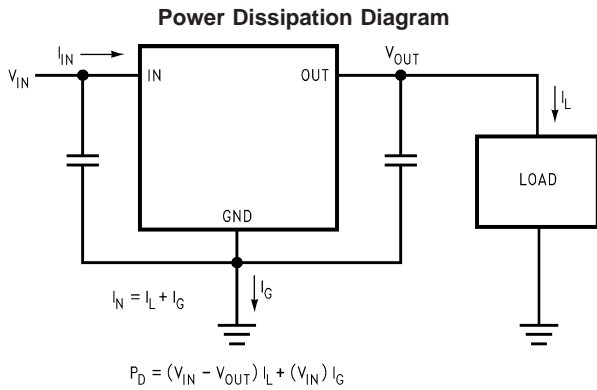 Power Dissipation Diagram
I_IN
V_IN
IN
OUT
V_OUT
I_L
LOAD
GND
I_G
I_N = I_L + I_G
P_D = (V_IN − V_OUT) I_L + (V_IN) I_G